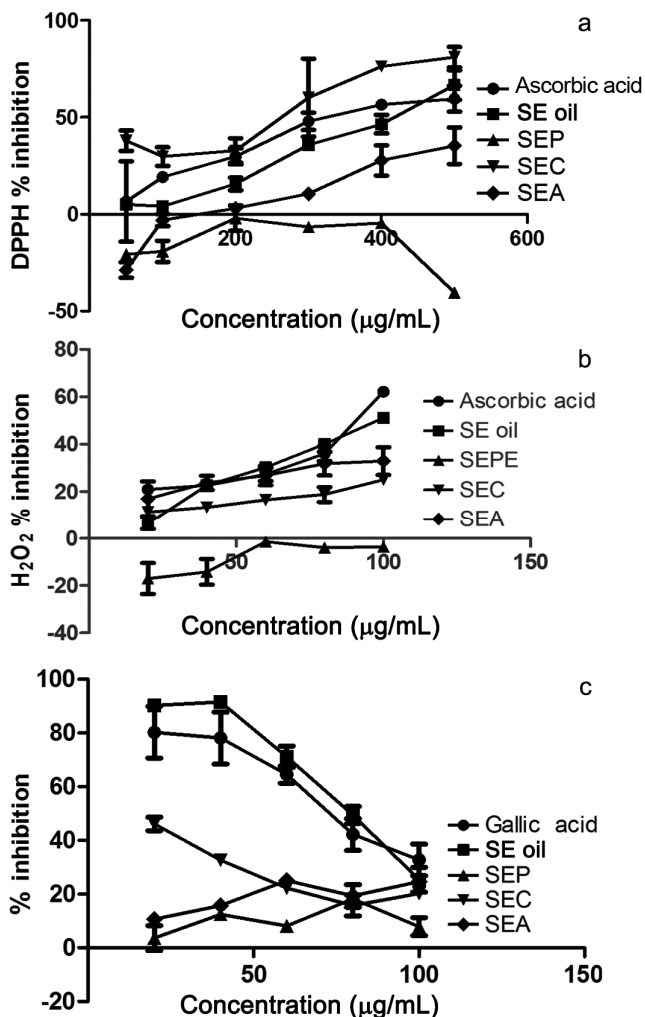 a
100
50
0
-50
200
400
600
DPPH % inhibition
Concentration (µg/mL)
Ascorbic acid
SE oil
SEP
SEC
SEA
b
80
60
40
20
0
-20
-40
50
100
150
H₂O₂ % inhibition
Concentration (µg/mL)
Ascorbic acid
SE oil
SEPE
SEC
SEA
c
100
80
60
40
20
0
-20
50
100
150
% inhibition
Concentration (µg/mL)
Gallic acid
SE oil
SEP
SEC
SEA